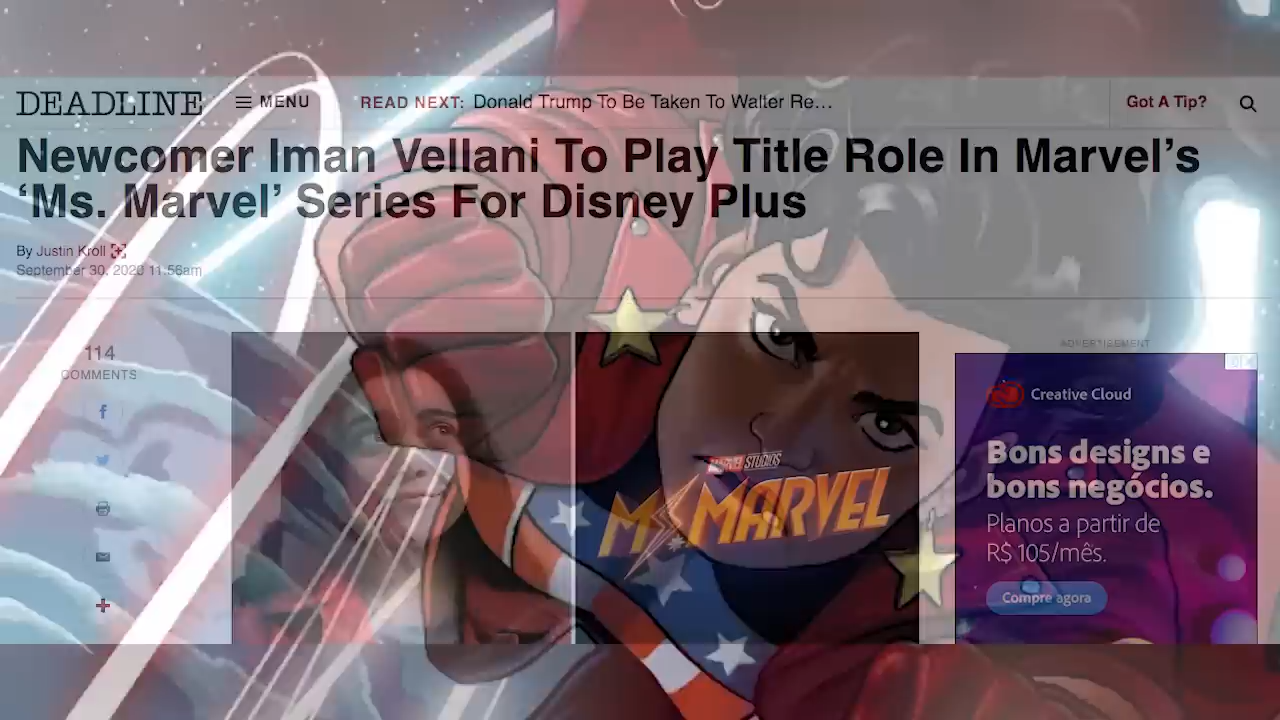 DEADLINE
MENU
READ NEXT: Donald Trump To Be Taken To Walter Re…
Got A Tip?
Newcomer Iman Vellani To Play Title Role In Marvel’s
‘Ms. Marvel’ Series For Disney Plus
By Justin Kroll
September 30, 2020 11:56am
114
COMMENTS
MARVEL STUDIOS
MS MARVEL
ADVERTISEMENT
Creative Cloud
Bons designs e
bons negócios.
Planos a partir de
R$ 105/mês.
Compre agora